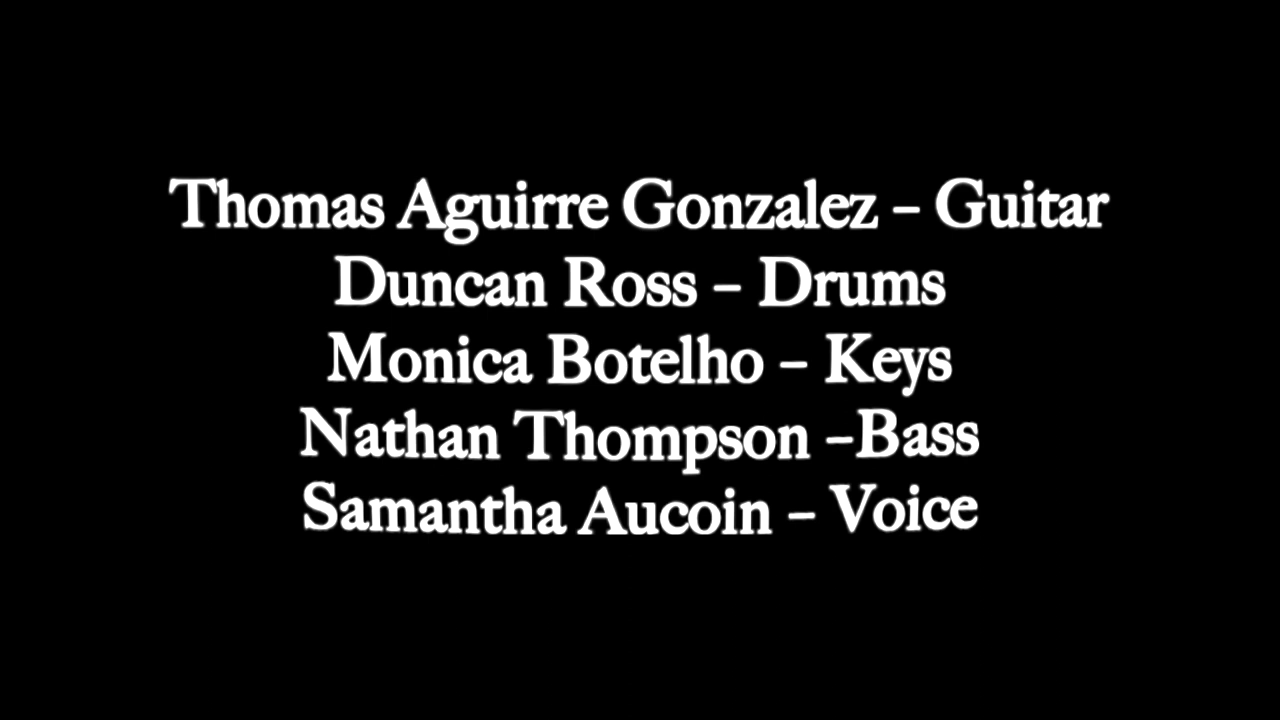 Thomas Aguirre Gonzalez – Guitar
Duncan Ross – Drums
Monica Botelho – Keys
Nathan Thompson –Bass
Samantha Aucoin – Voice